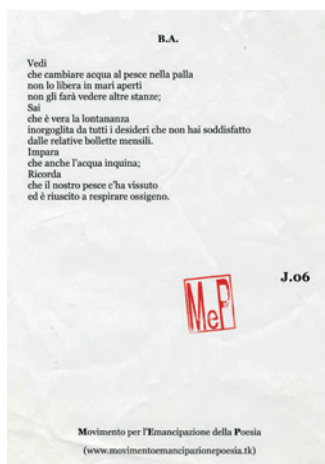 B.A.
Vedi
che cambiare acqua al pesce nella palla
non lo libera in mari aperti
non gli farà vedere altre stanze;
Sai
che è vera la lontananza
inorgoglita da tutti i desideri che non hai soddisfatto
dalle relative bollette mensili.
Impara
che anche l'acqua inquina;
Ricorda
che il nostro pesce c'ha vissuto
ed è riuscito a respirare ossigeno.
J.06
MeP
Movimento per l'Emancipazione della Poesia
(www.movimentoemancipazionepoesia.tk)